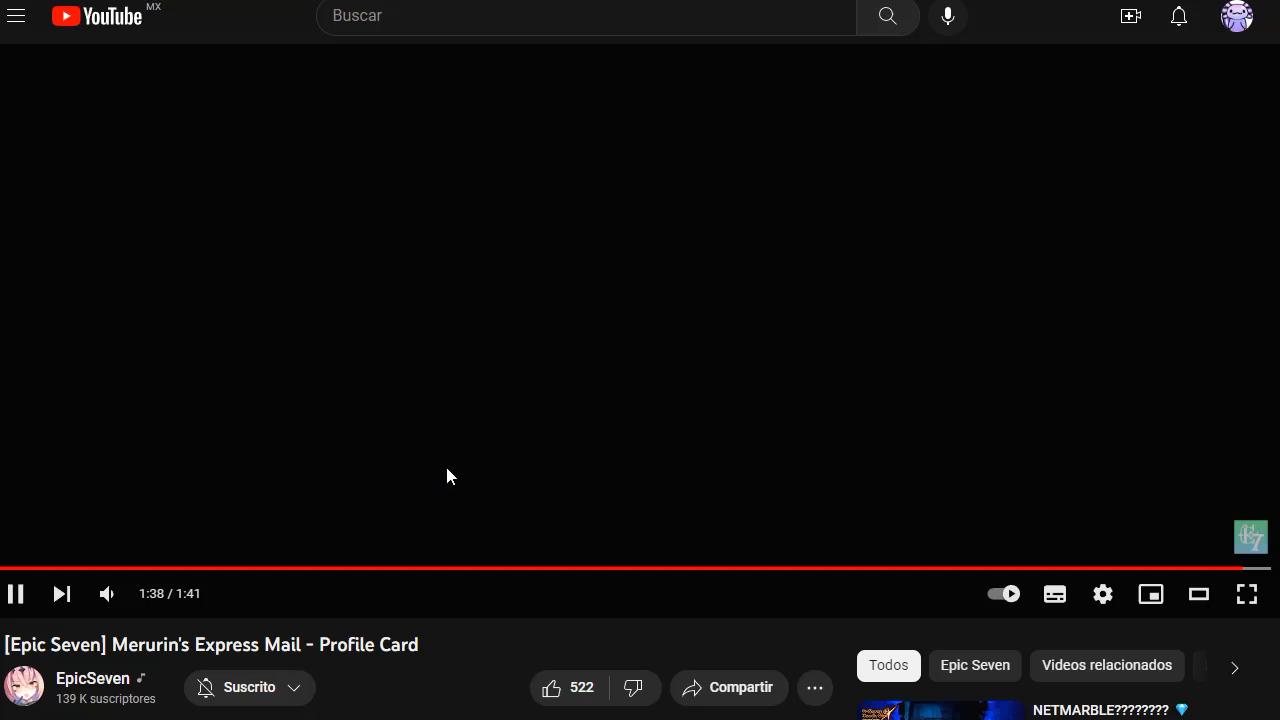 YouTube MX
Buscar
E7
1:38 / 1:41
[Epic Seven] Merurin's Express Mail - Profile Card
EpicSeven
139 K suscriptores
Suscrito
522
Compartir
Todos
Epic Seven
Videos relacionados
NETMARBLE????????